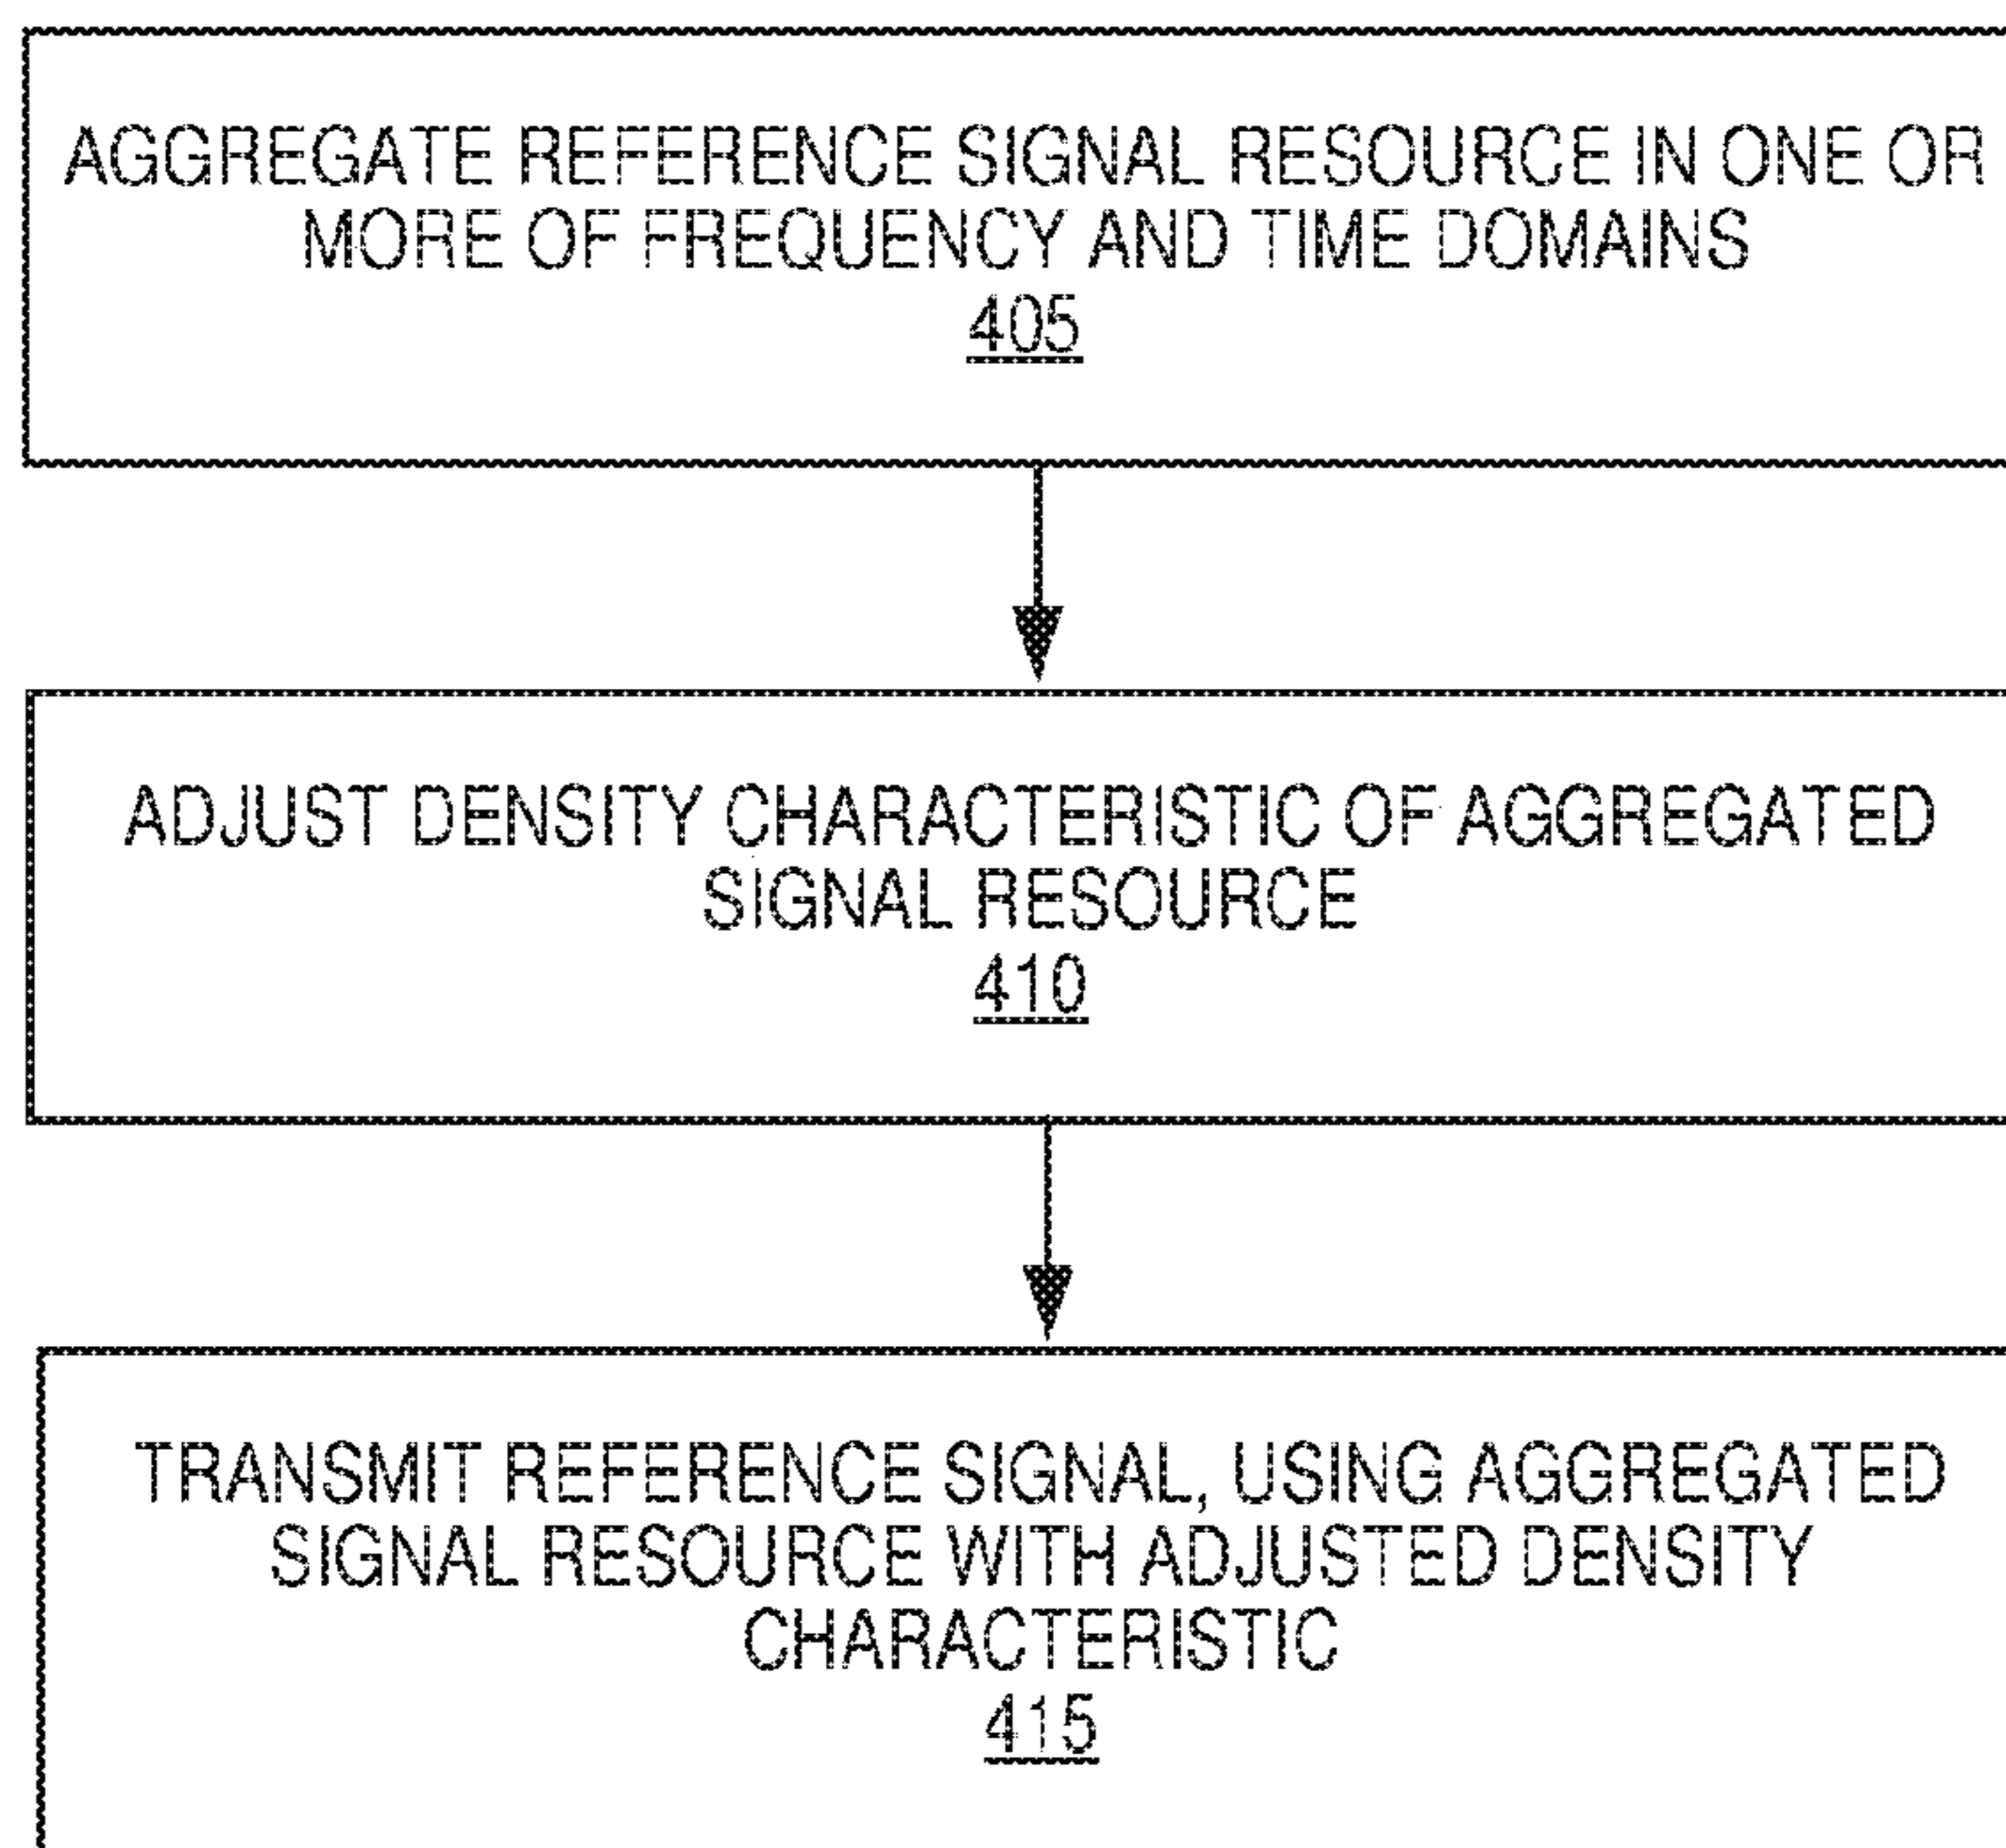 AGGREGATE REFERENCE SIGNAL RESOURCE IN ONE OR
MORE OF FREQUENCY AND TIME DOMAINS
405
ADJUST DENSITY CHARACTERISTIC OF AGGREGATED
SIGNAL RESOURCE
410
TRANSMIT REFERENCE SIGNAL, USING AGGREGATED
SIGNAL RESOURCE WITH ADJUSTED DENSITY
CHARACTERISTIC
415